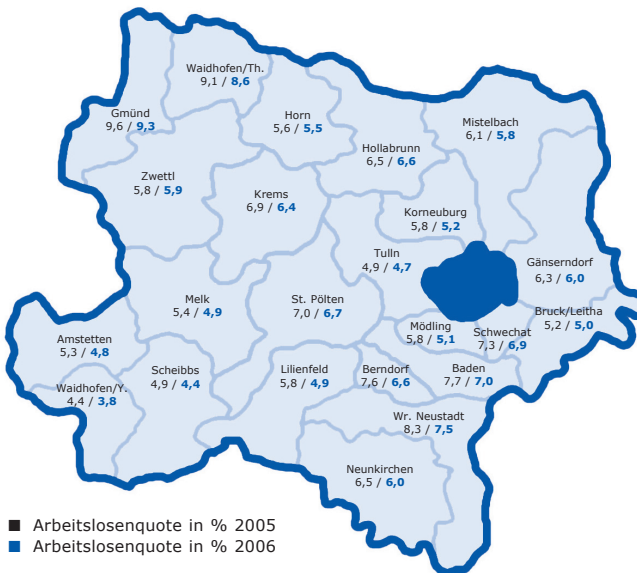 Waidhofen/Th.
9,1 / 8,6
Gmünd
9,6 / 9,3
Horn
5,6 / 5,5
Mistelbach
6,1 / 5,8
Hollabrunn
6,5 / 6,6
Zwettl
5,8 / 5,9
Krems
6,9 / 6,4
Korneuburg
5,8 / 5,2
Tulln
4,9 / 4,7
Gänserndorf
6,3 / 6,0
Melk
5,4 / 4,9
St. Pölten
7,0 / 6,7
Bruck/Leitha
5,2 / 5,0
Mödling
5,8 / 5,1
Schwechat
7,3 / 6,9
Amstetten
5,3 / 4,8
Scheibbs
4,9 / 4,4
Lilienfeld
5,8 / 4,9
Berndorf
7,6 / 6,6
Baden
7,7 / 7,0
Waidhofen/Y.
4,4 / 3,8
Wr. Neustadt
8,3 / 7,5
Neunkirchen
6,5 / 6,0
Arbeitslosenquote in % 2005
Arbeitslosenquote in % 2006